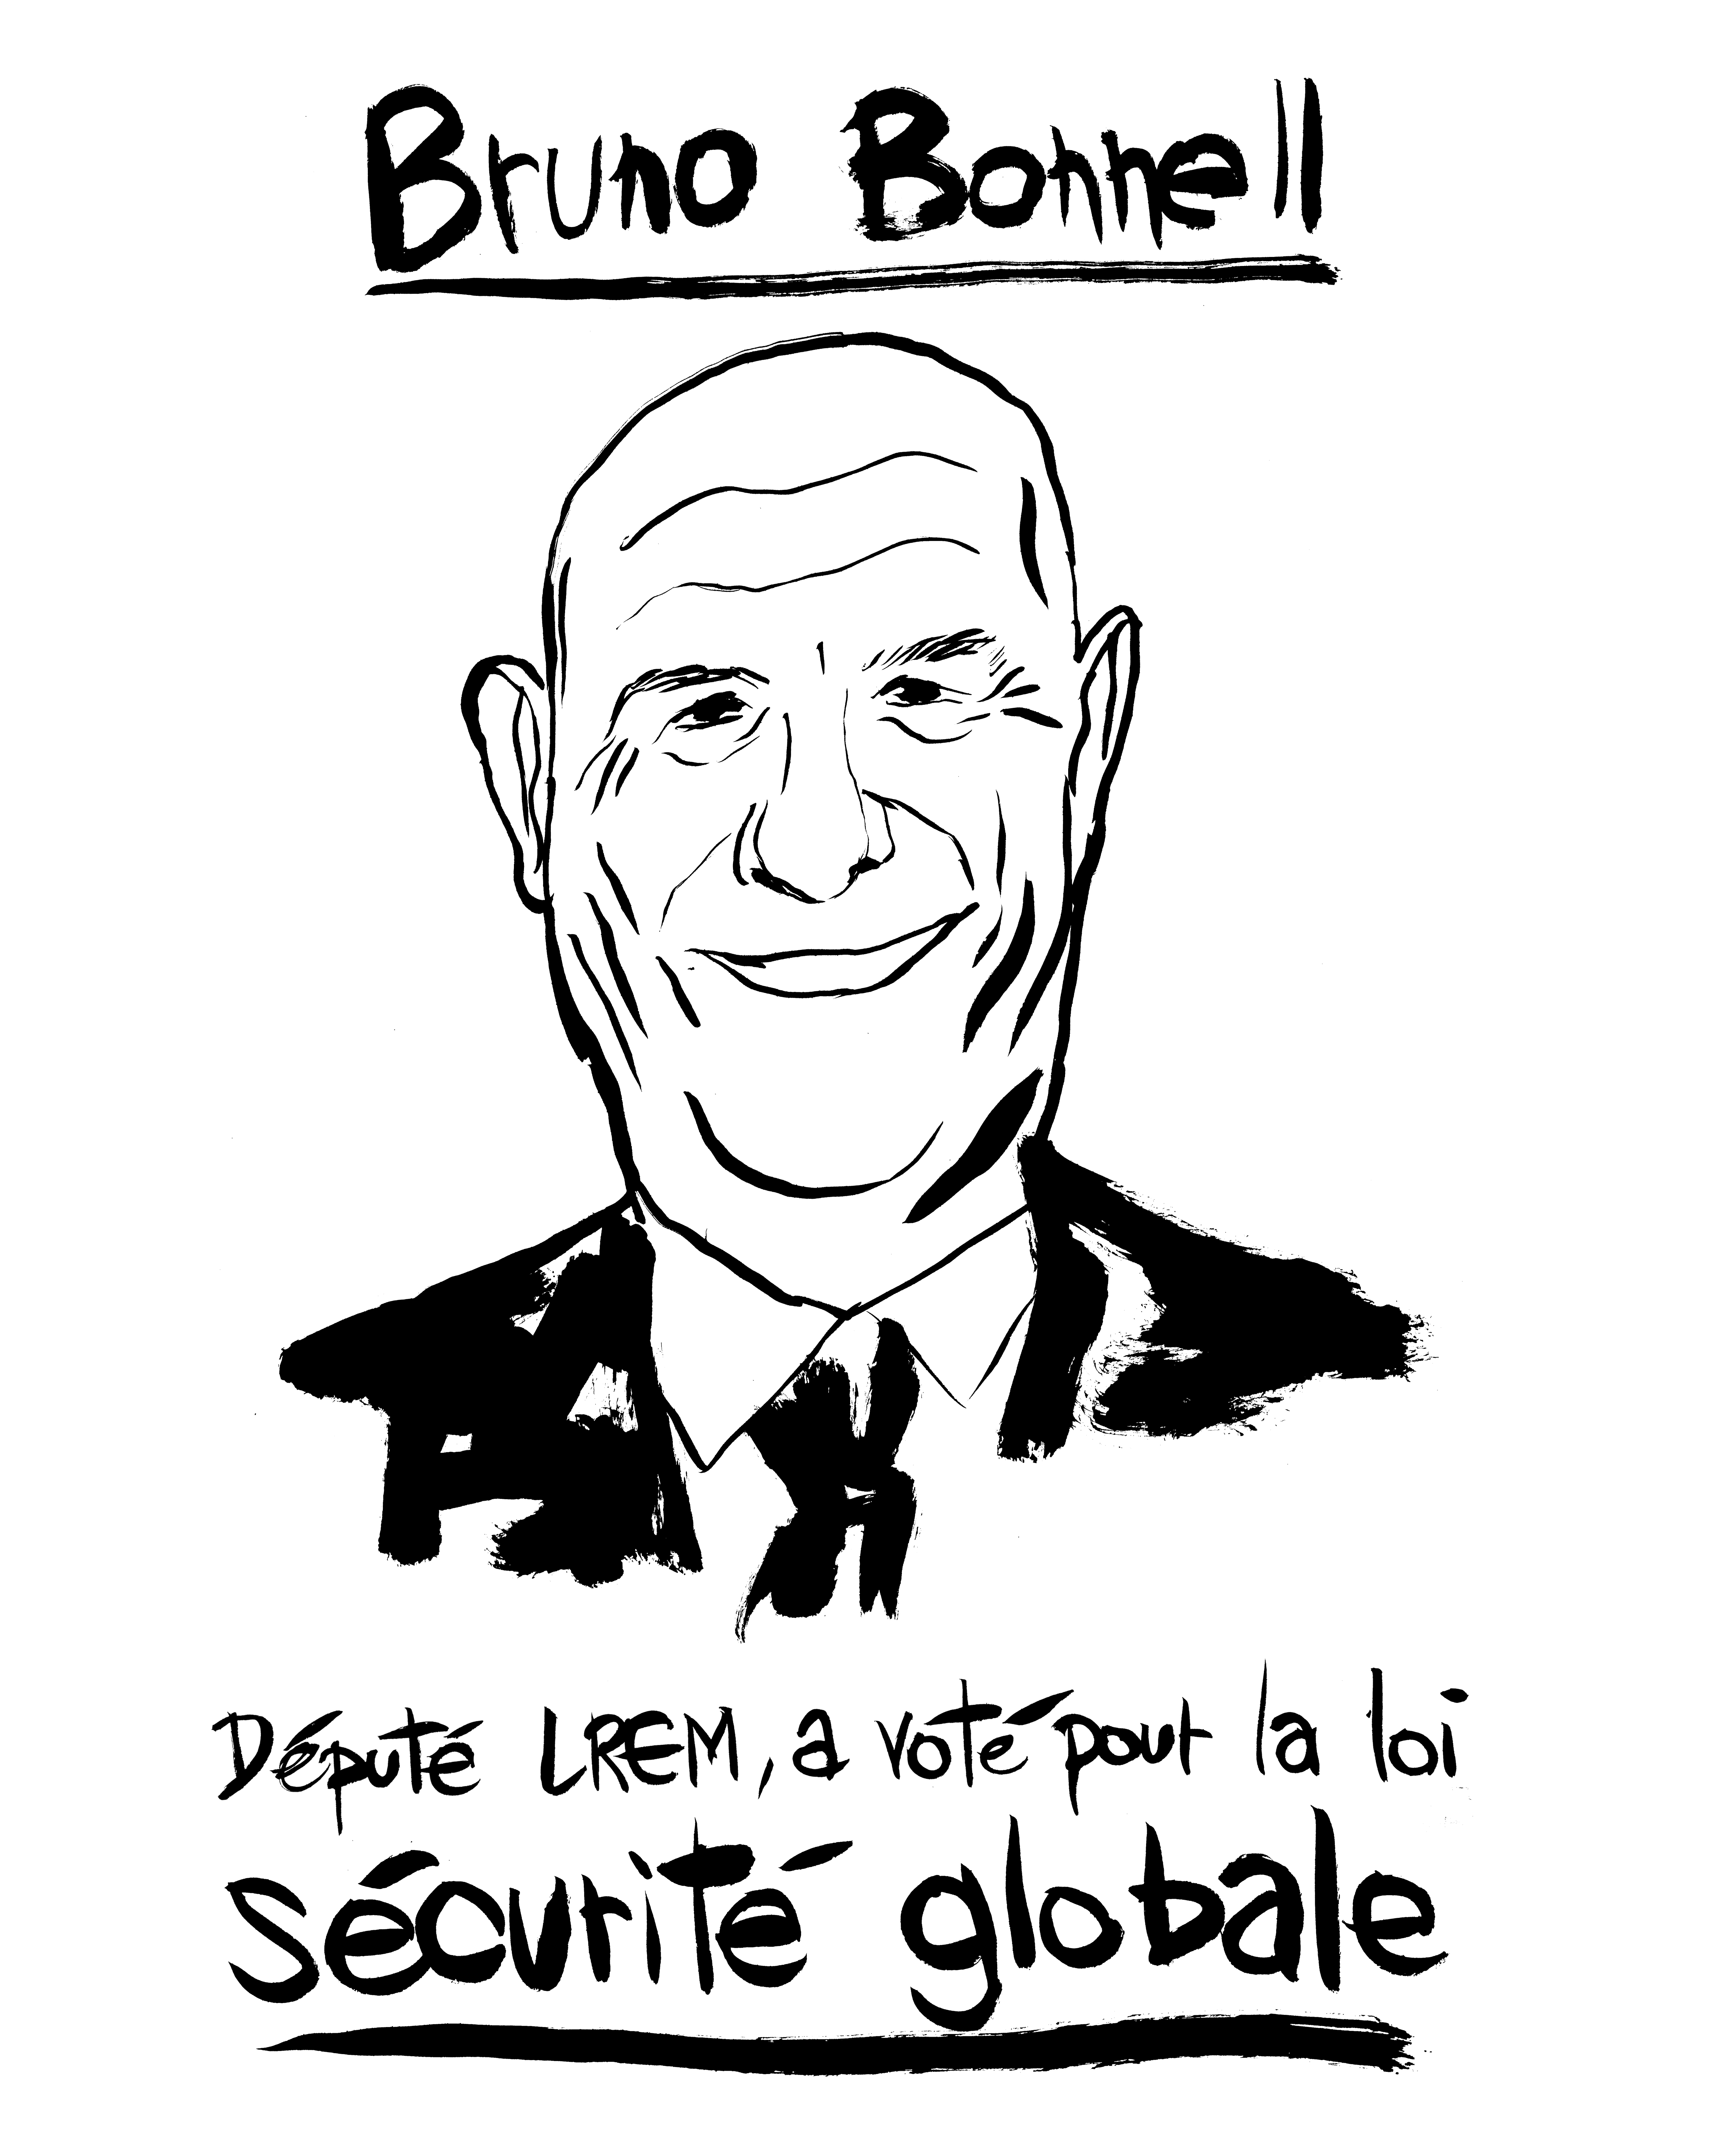 Bruno Bonnell
Député LREM, a voté pour la loi
sécurité globale